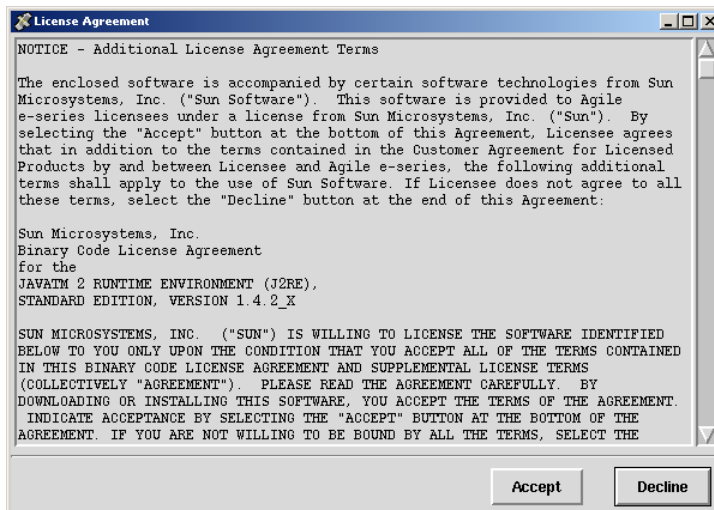 License Agreement
NOTICE - Additional License Agreement Terms
The enclosed software is accompanied by certain software technologies from Sun
Microsystems, Inc. ("Sun Software").  This software is provided to Agile
e-series licensees under a license from Sun Microsystems, Inc. ("Sun").  By
selecting the "Accept" button at the bottom of this Agreement, Licensee agrees
that in addition to the terms contained in the Customer Agreement for Licensed
Products by and between Licensee and Agile e-series, the following additional
terms shall apply to the use of Sun Software. If Licensee does not agree to all
these terms, select the "Decline" button at the end of this Agreement:
Sun Microsystems, Inc.
Binary Code License Agreement
for the
JAVATM 2 RUNTIME ENVIRONMENT (J2RE),
STANDARD EDITION, VERSION 1.4.2_X
SUN MICROSYSTEMS, INC.  ("SUN") IS WILLING TO LICENSE THE SOFTWARE IDENTIFIED
BELOW TO YOU ONLY UPON THE CONDITION THAT YOU ACCEPT ALL OF THE TERMS CONTAINED
IN THIS BINARY CODE LICENSE AGREEMENT AND SUPPLEMENTAL LICENSE TERMS
(COLLECTIVELY "AGREEMENT").  PLEASE READ THE AGREEMENT CAREFULLY.  BY
DOWNLOADING OR INSTALLING THIS SOFTWARE, YOU ACCEPT THE TERMS OF THE AGREEMENT.
INDICATE ACCEPTANCE BY SELECTING THE "ACCEPT" BUTTON AT THE BOTTOM OF THE
AGREEMENT. IF YOU ARE NOT WILLING TO BE BOUND BY ALL THE TERMS, SELECT THE
Accept Decline